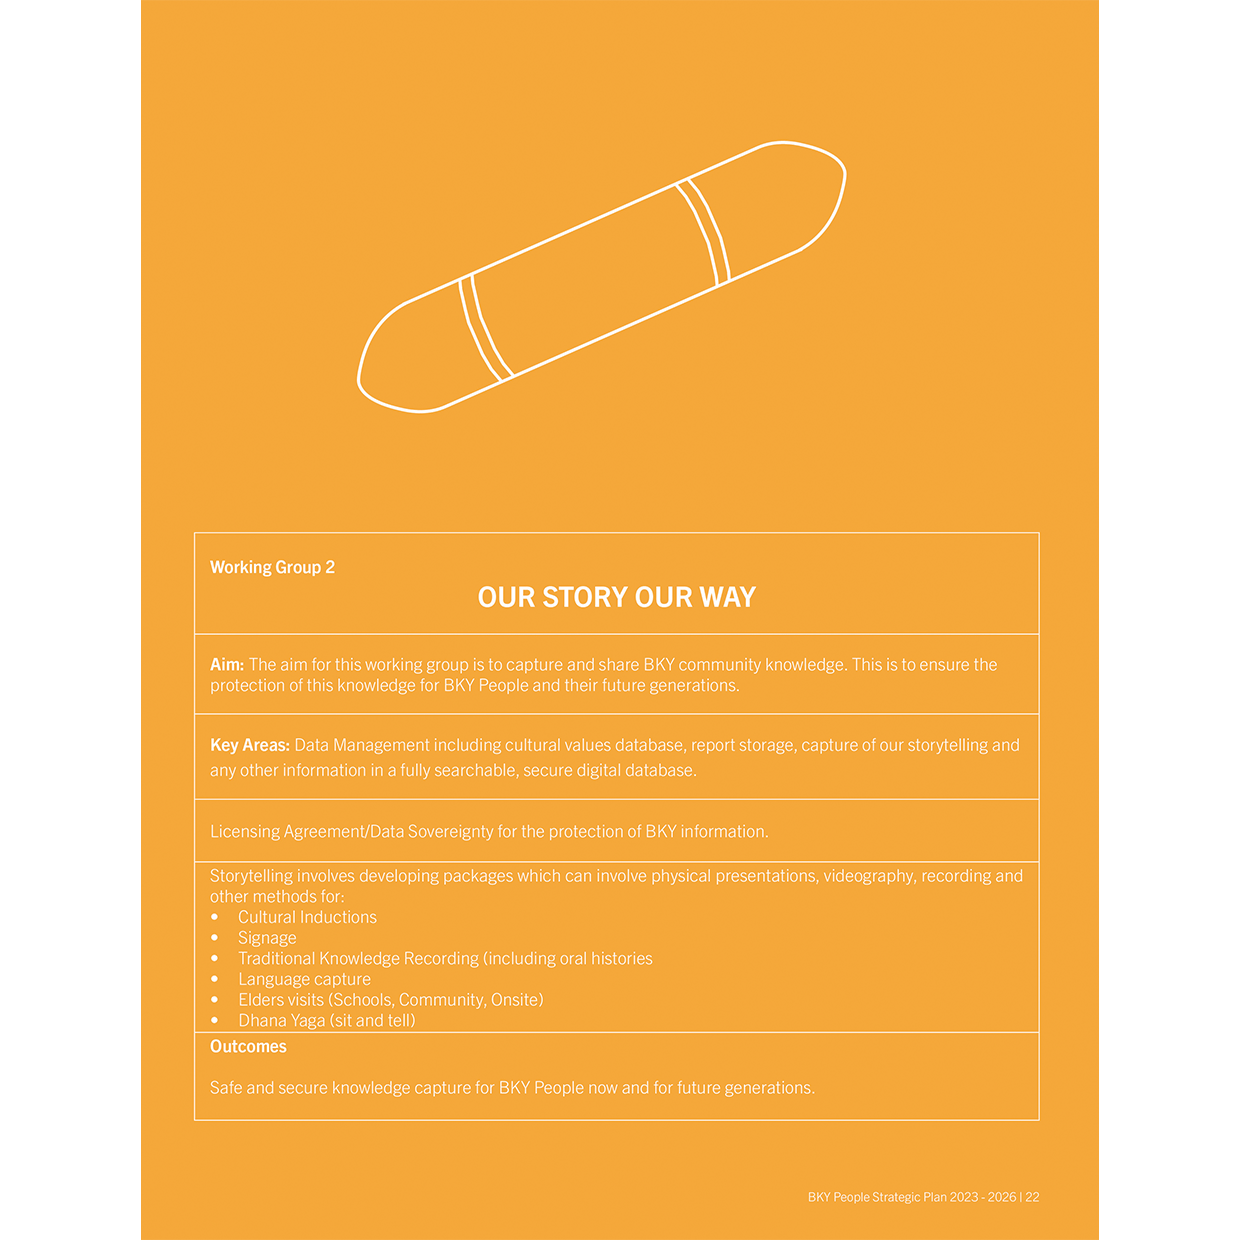 Working Group 2
OUR STORY OUR WAY
Aim: The aim for this working group is to capture and share BKY community knowledge. This is to ensure the
protection of this knowledge for BKY People and their future generations.
Key Areas: Data Management including cultural values database, report storage, capture of our storytelling and
any other information in a fully searchable, secure digital database.
Licensing Agreement/Data Sovereignty for the protection of BKY information.
Storytelling involves developing packages which can involve physical presentations, videography, recording and
other methods for:
• Cultural Inductions
• Signage
• Traditional Knowledge Recording (including oral histories
• Language capture
• Elders visits (Schools, Community, Onsite)
• Dhana Yaga (sit and tell)
Outcomes
Safe and secure knowledge capture for BKY People now and for future generations.
BKY People Strategic Plan 2023 - 2026 | 22